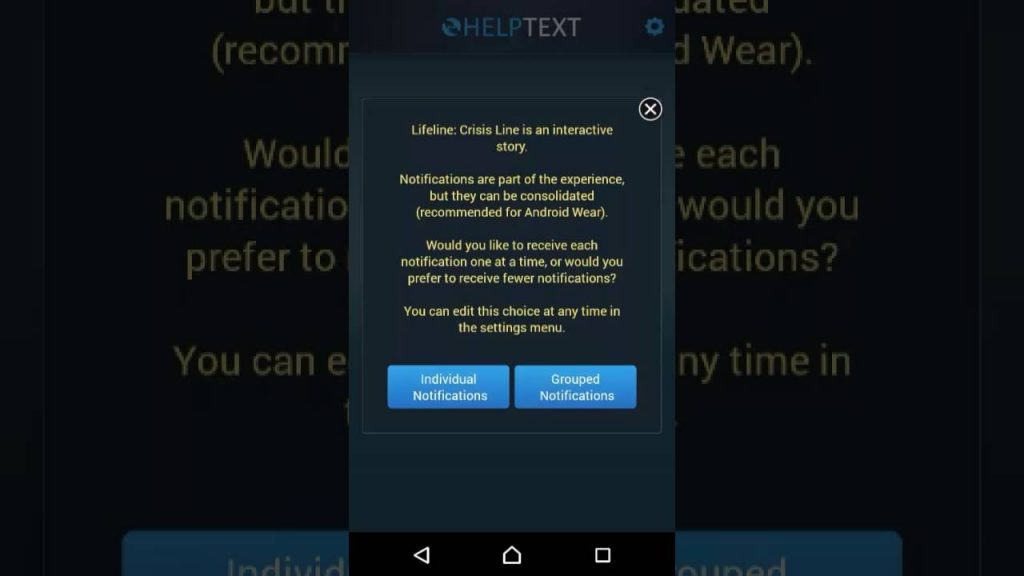 HELPTEXT
Lifeline: Crisis Line is an interactive
story.
Notifications are part of the experience,
but they can be consolidated
(recommended for Android Wear).
Would you like to receive each
notification one at a time, or would you
prefer to receive fewer notifications?
You can edit this choice at any time in
the settings menu.
Individual
Notifications
Grouped
Notifications